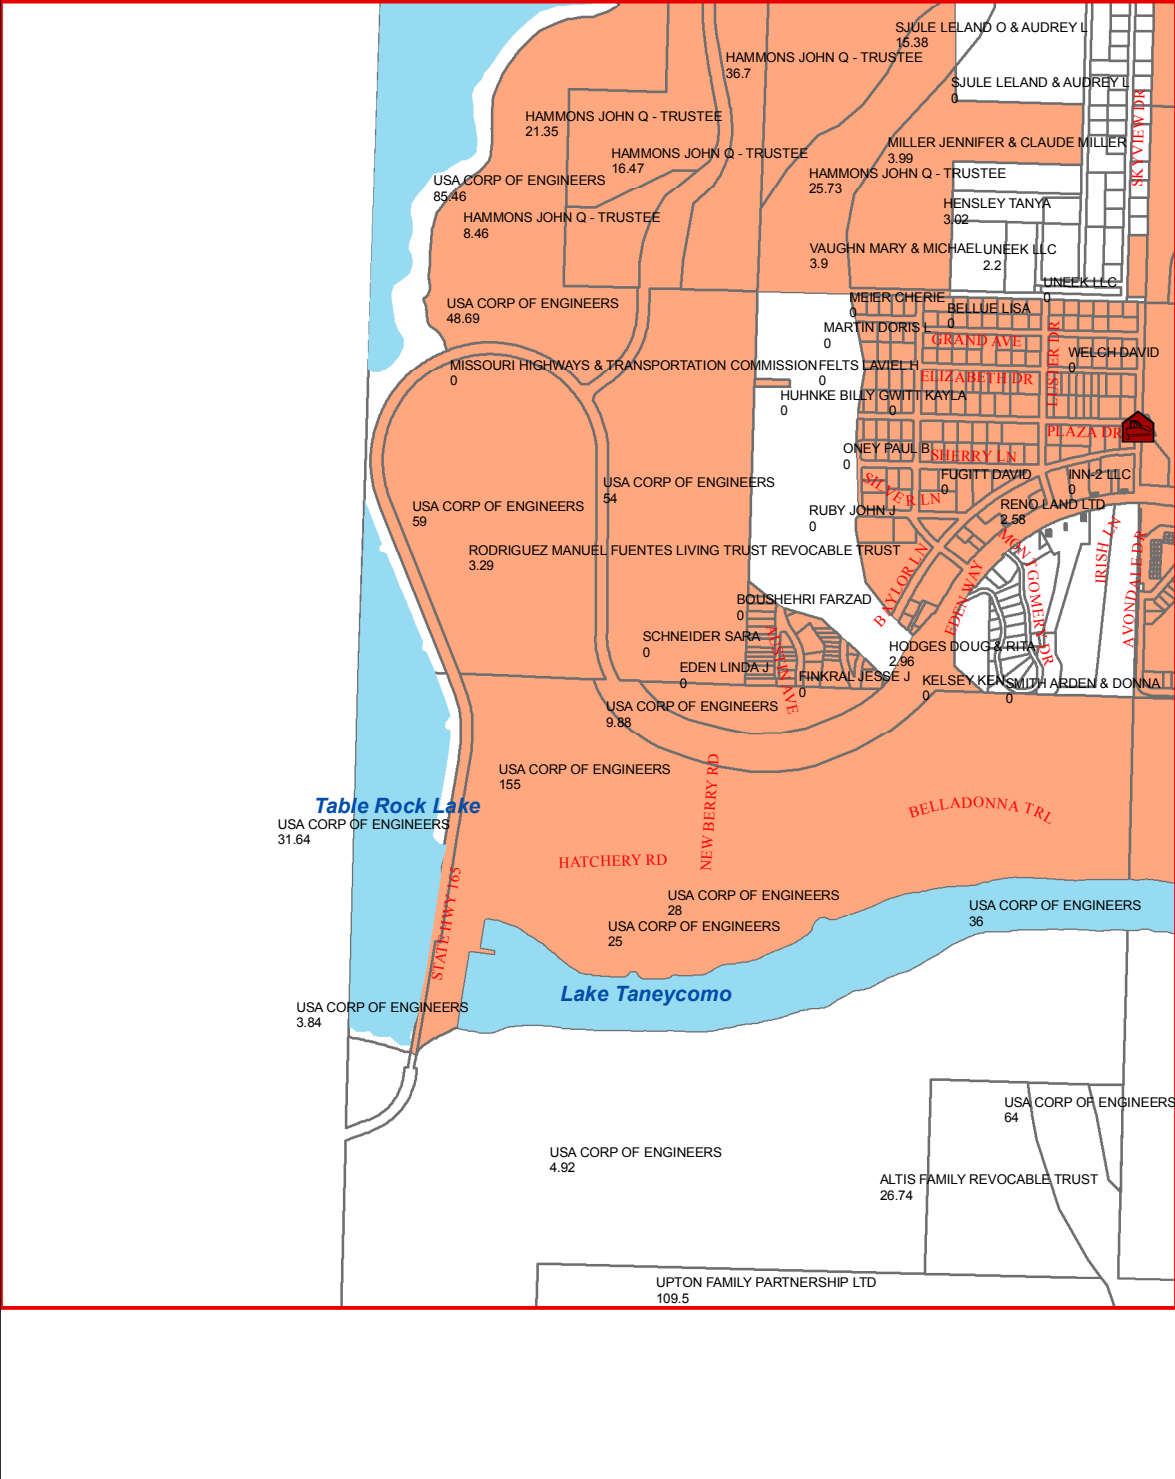 SJULE LELAND O & AUDREY L
15.38
HAMMONS JOHN Q - TRUSTEE
36.7
SJULE LELAND & AUDREY L
0
SKYVIEW DR
HAMMONS JOHN Q - TRUSTEE
21.35
MILLER JENNIFER & CLAUDE MILLER
3.99
HAMMONS JOHN Q - TRUSTEE
16.47
HAMMONS JOHN Q - TRUSTEE
25.73
USA CORP OF ENGINEERS
85.46
HENSLEY TANYA
3.02
HAMMONS JOHN Q - TRUSTEE
8.46
VAUGHN MARY & MICHAEL
3.9
UNEEK LLC
2.2
UNEEK LLC
0
USA CORP OF ENGINEERS
48.69
MEIER CHERIE
0
BELLUE LISA
0
MARTIN DORIS L
0
GRAND AVE
LUSHER DR
WELCH DAVID
0
MISSOURI HIGHWAYS & TRANSPORTATION COMMISSION
0
FELTS LAVIEL H
0
ELIZABETH DR
HUHNKE BILLY G
0
WITT KAYLA
0
PLAZA DR
ONEY PAUL B
0
SHERRY LN
FUGITT DAVID
0
INN-2 LLC
0
SILVER LN
USA CORP OF ENGINEERS
54
USA CORP OF ENGINEERS
59
RUBY JOHN J
0
RENO LAND LTD
2.58
RODRIGUEZ MANUEL FUENTES LIVING TRUST REVOCABLE TRUST
3.29
BAYLOR LN
EDEN WAY
MONTGOMERY DR
IRISH LN
AVONDALE DR
BOUSHEHRI FARZAD
0
SCHNEIDER SARA
0
AUSTIN AVE
HODGES DOUG & RITA
2.96
EDEN LINDA J
0
FINKRAL JESSE J
0
KELSEY KEN
0
SMITH ARDEN & DONNA
0
USA CORP OF ENGINEERS
9.88
USA CORP OF ENGINEERS
155
NEW BERRY RD
BELLADONNA TRL
Table Rock Lake
USA CORP OF ENGINEERS
31.64
HATCHERY RD
STATE HWY 165
USA CORP OF ENGINEERS
28
USA CORP OF ENGINEERS
36
USA CORP OF ENGINEERS
25
Lake Taneycomo
USA CORP OF ENGINEERS
3.84
USA CORP OF ENGINEERS
64
USA CORP OF ENGINEERS
4.92
ALTIS FAMILY REVOCABLE TRUST
26.74
UPTON FAMILY PARTNERSHIP LTD
109.5